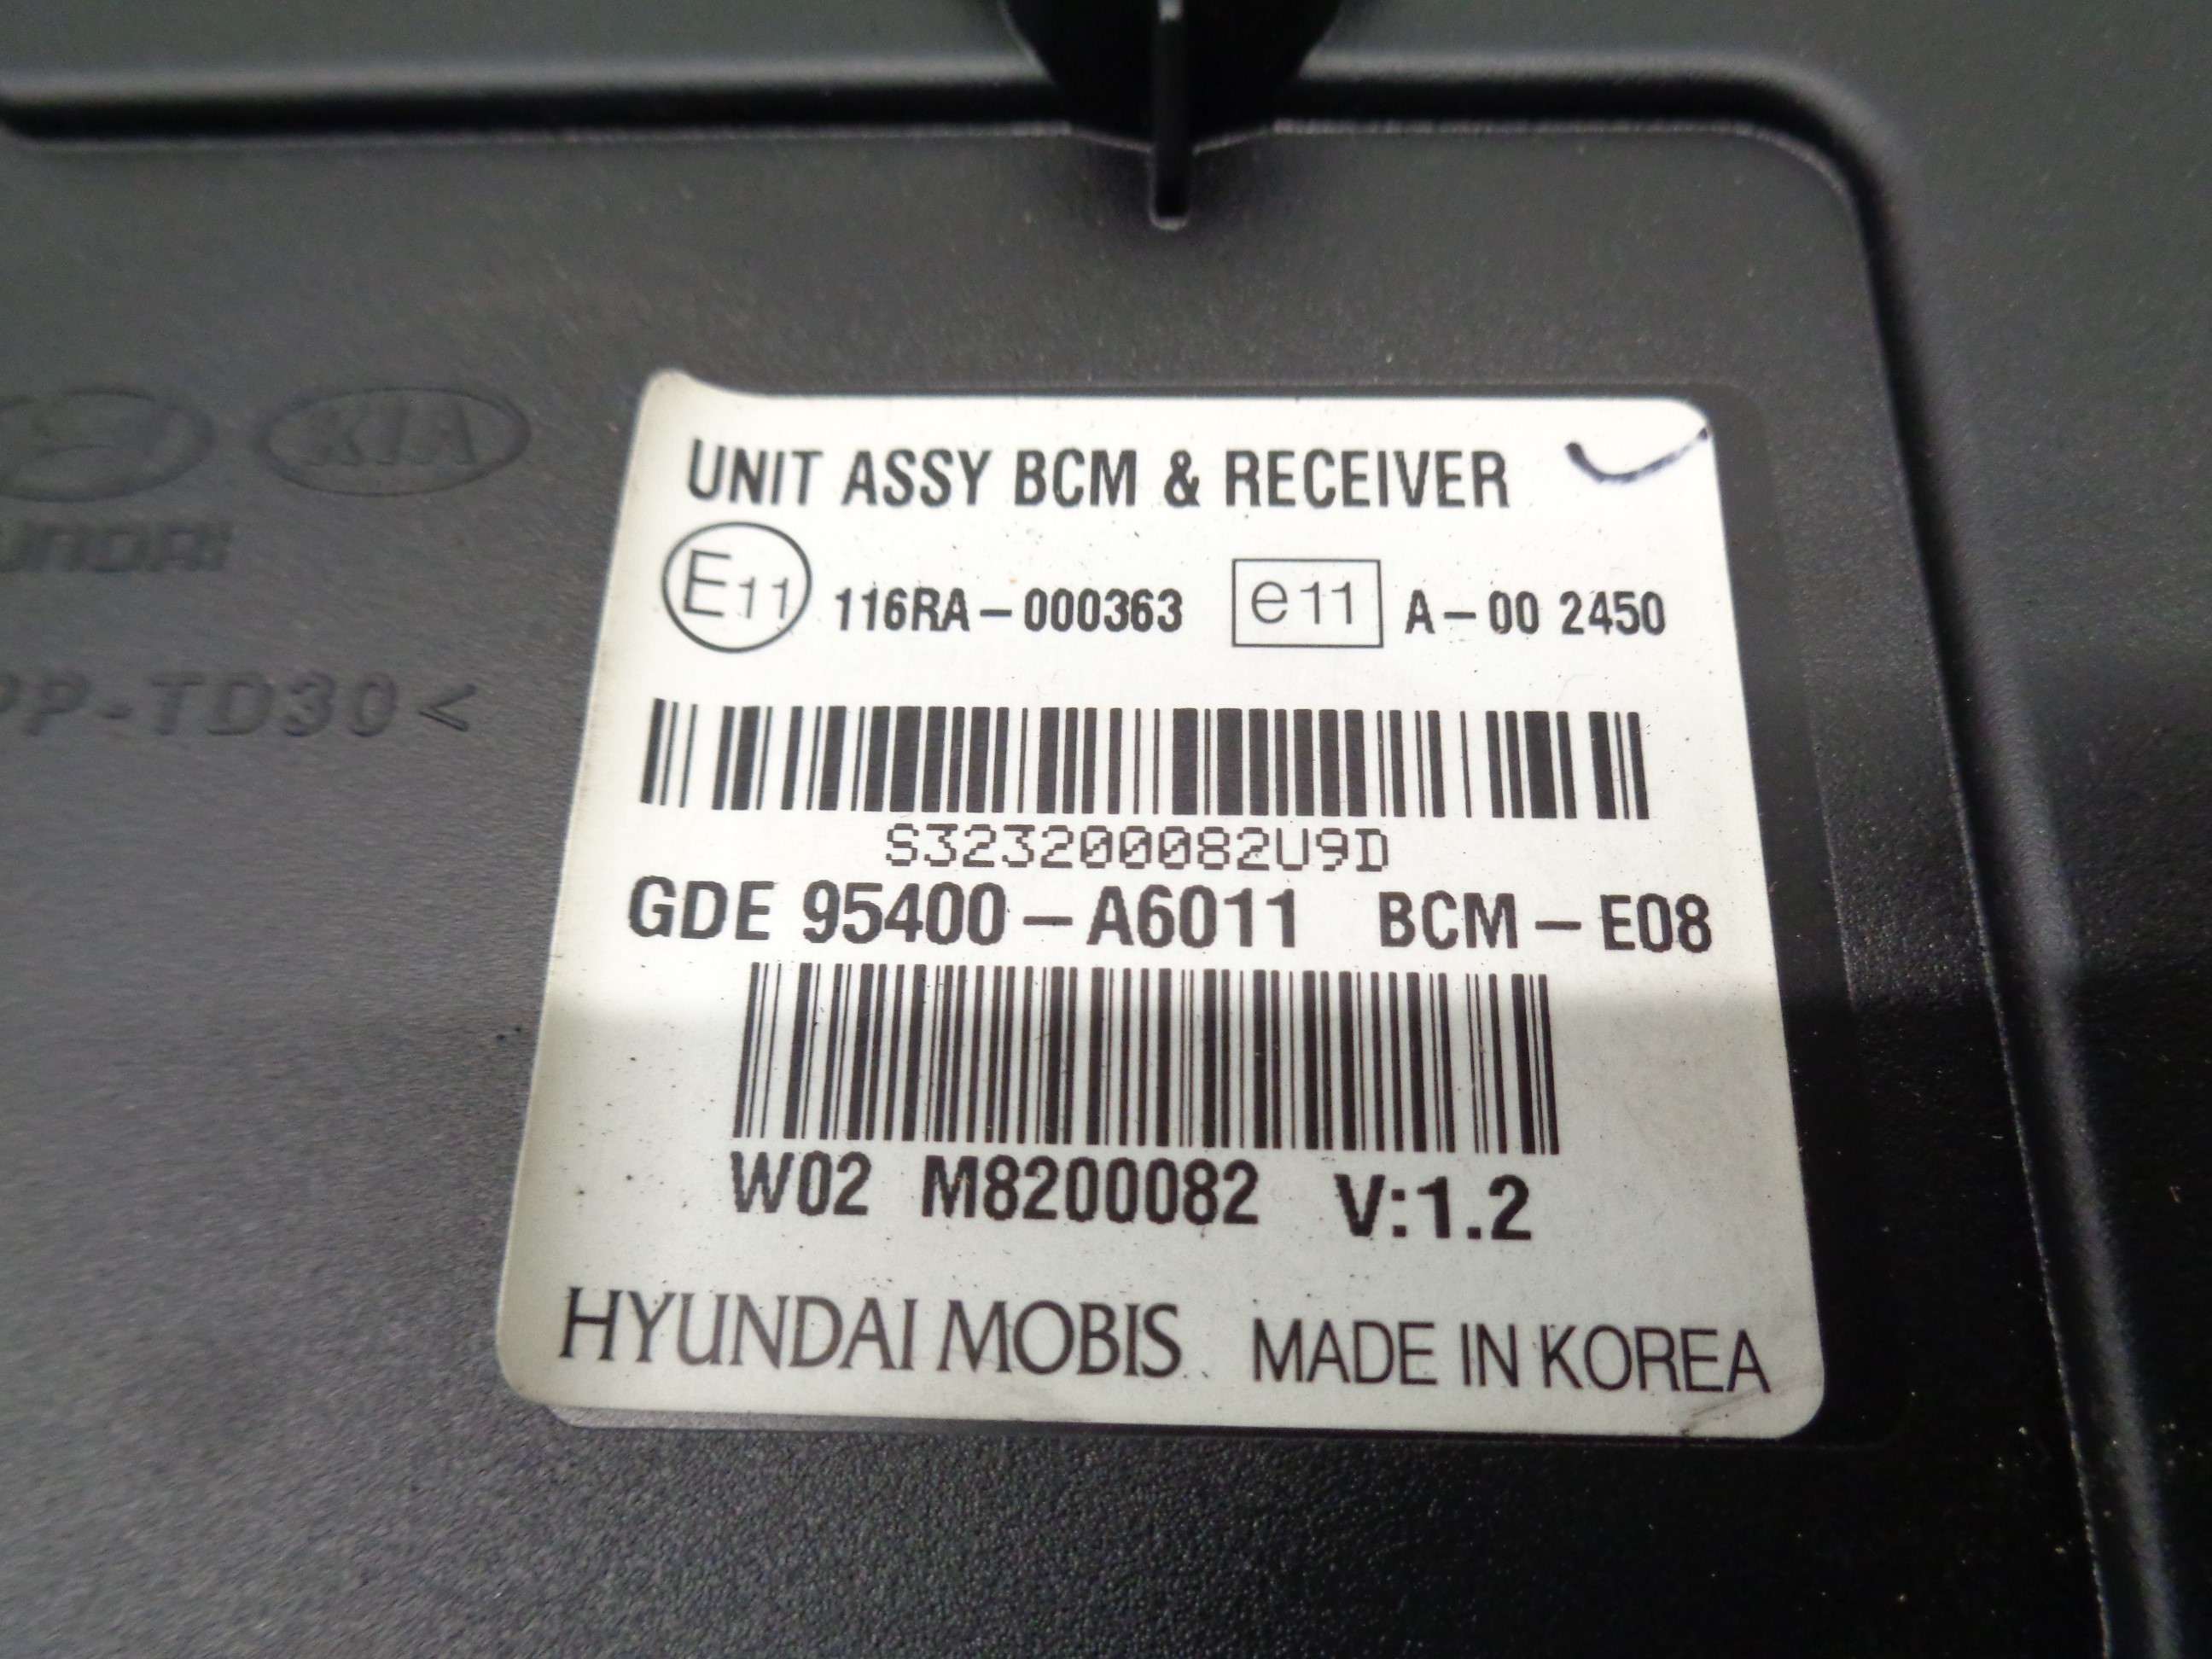 KIA
UNDAI
PP-TD30<
UNIT ASSY BCM & RECEIVER
E11 116RA-000363 e11 A-00 2450
S323200082U9D
GDE 95400-A6011 BCM-E08
W02 M8200082 V:1.2
HYUNDAI MOBIS MADE IN KOREA